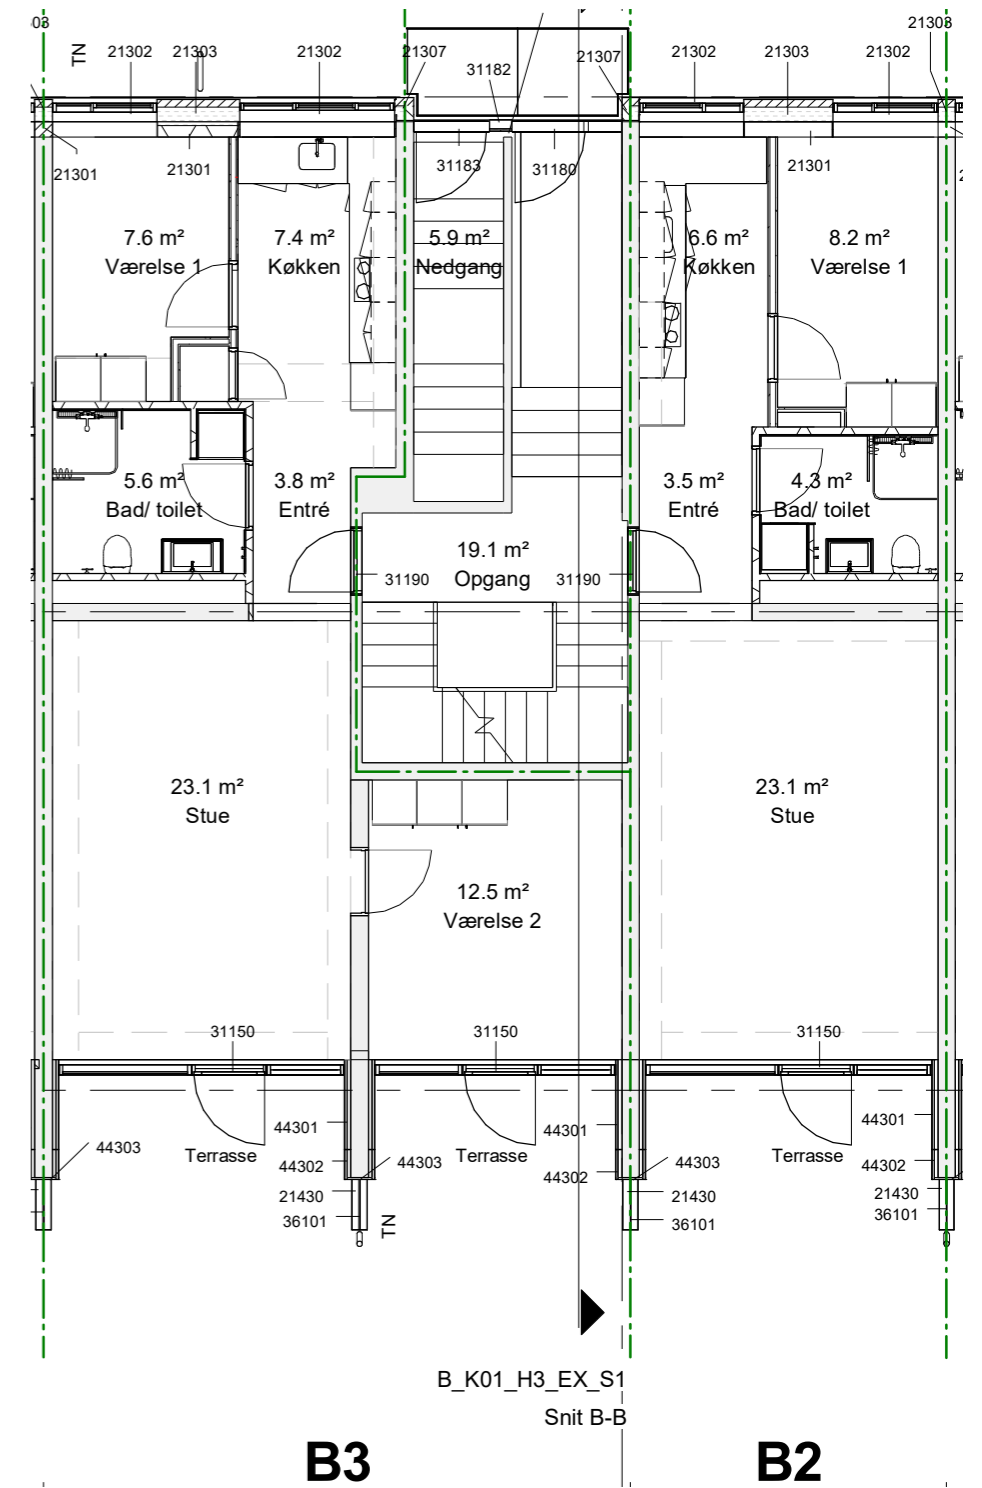 03
21303
TN
21302
21303
21302
21307
31182
21307
21302
21303
21302
21301
21301
31183
31180
21301
7.6 m²
Værelse 1
7.4 m²
Køkken
5.9 m²
Nedgang
6.6 m²
Køkken
8.2 m²
Værelse 1
5.6 m²
Bad/ toilet
3.8 m²
Entré
3.5 m²
Entré
4.3 m²
Bad/ toilet
19.1 m²
Opgang
31190
31190
23.1 m²
Stue
23.1 m²
Stue
12.5 m²
Værelse 2
31150
31150
31150
44303
44301
44302
Terrasse
44303
44301
44302
Terrasse
44303
44301
44302
Terrasse
21430
36101
TN
21430
36101
21430
36101
B_K01_H3_EX_S1
Snit B-B
B3
B2